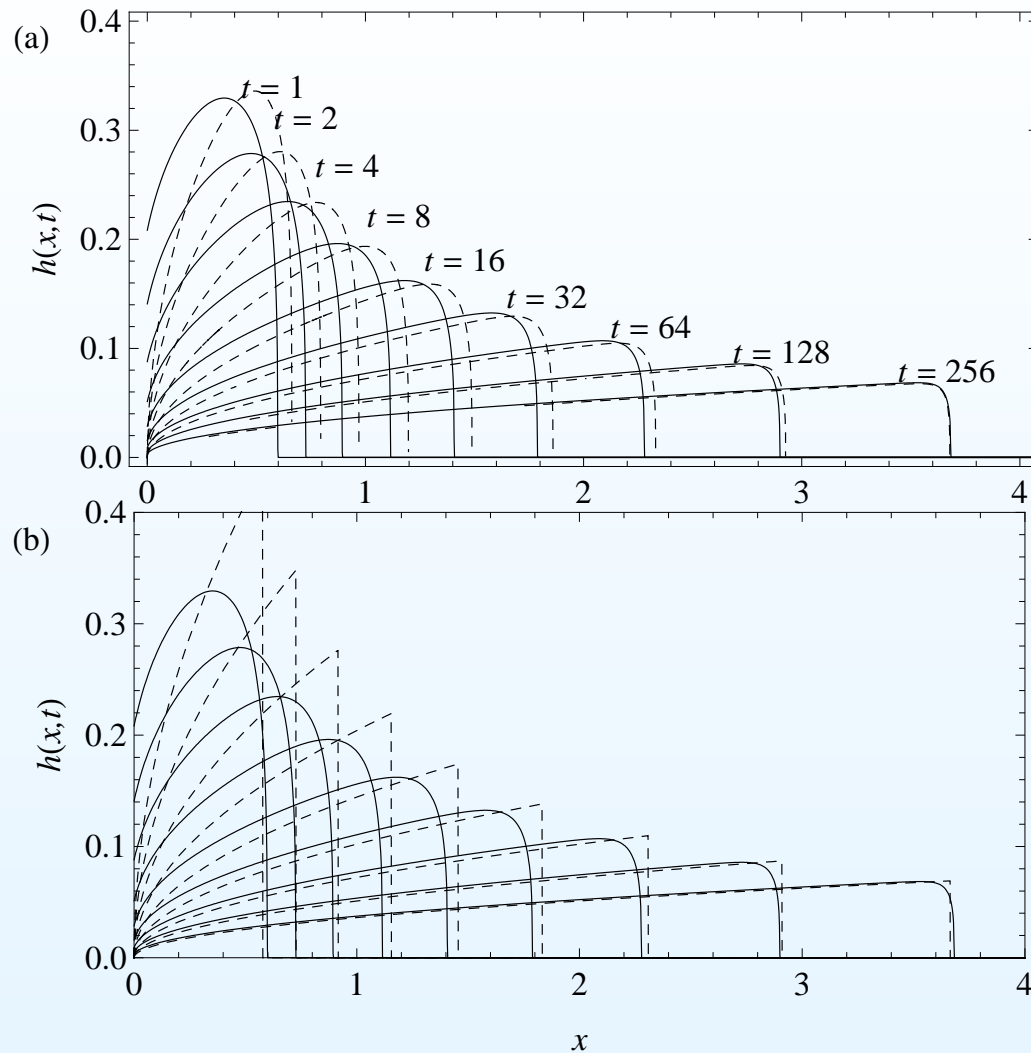 (a)
0.4
0.3
0.2
0.1
0.0
h(x,t)
t = 1
t = 2
t = 4
t = 8
t = 16
t = 32
t = 64
t = 128
t = 256
0 1 2 3 4
(b)
0.4
0.3
0.2
0.1
0.0
h(x,t)
0 1 2 3 4
x